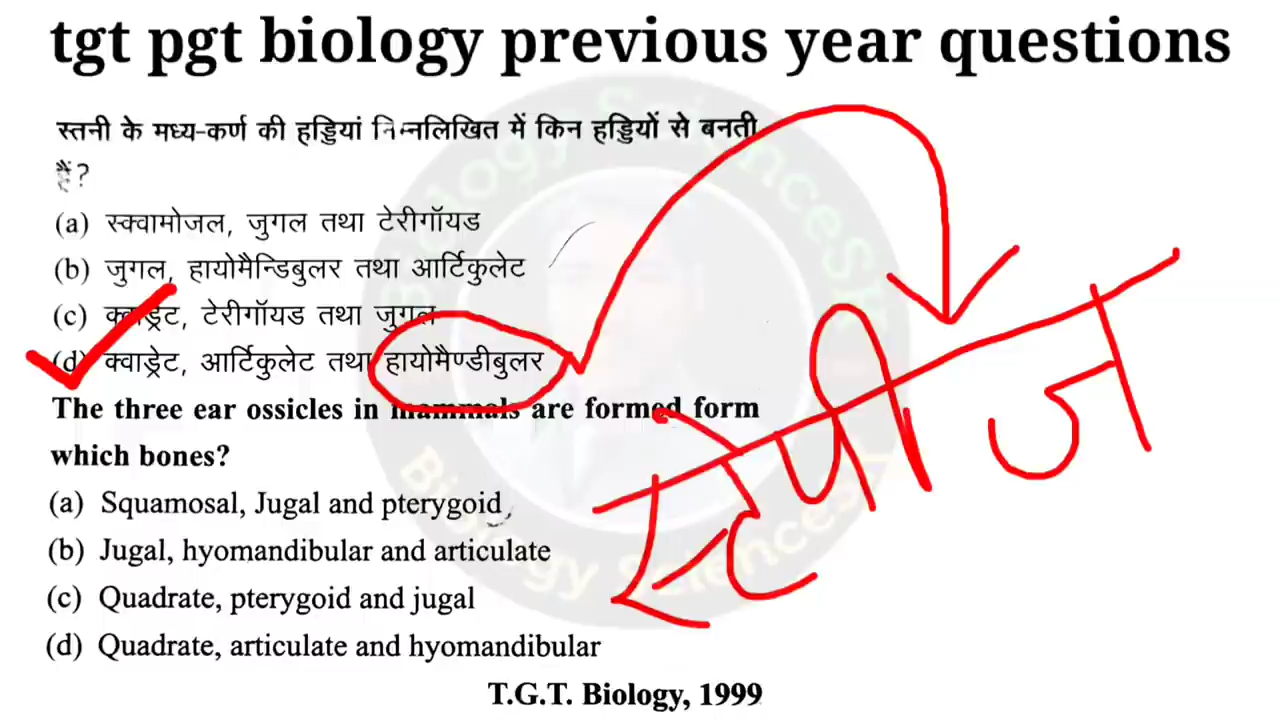 tgt pgt biology previous year questions
स्तनी के मध्य-कर्ण की हड्डियां निम्नलिखित में किन हड्डियों से बनती
हैं?
(a) स्क्वामोजल, जुगल तथा टेरीगॉयड
(b) जुगल, हायोमैन्डिबुलर तथा आर्टिकुलेट
(c) क्वाड्रेट, टेरीगॉयड तथा जुगल
(d) क्वाड्रेट, आर्टिकुलेट तथा हायोमैण्डीबुलर
स्टेपीज
The three ear ossicles in mammals are formed form
which bones?
(a) Squamosal, Jugal and pterygoid
(b) Jugal, hyomandibular and articulate
(c) Quadrate, pterygoid and jugal
(d) Quadrate, articulate and hyomandibular
T.G.T. Biology, 1999